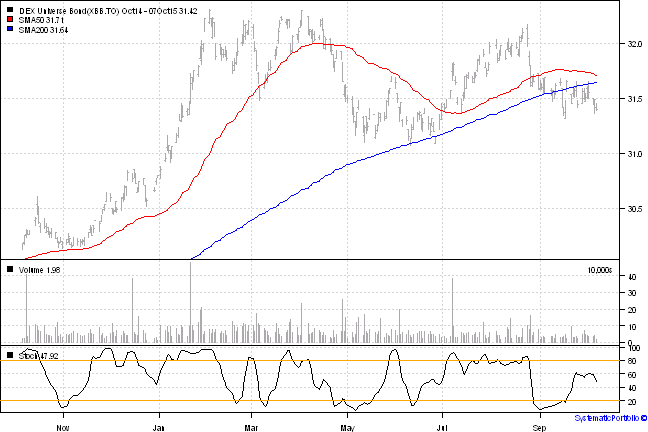 DEX Universe Bond(XBB.TO) Oct14 - 07Oct15 31.42
SMA50 31.71
SMA200 31.64
32.0
31.5
31.0
30.5
Volume 1.98
10,000s
40
30
20
10
0
Stoch 47.92
100
80
60
40
20
Nov Jan Mar May Jul Sep
SystematicPortfolio ©